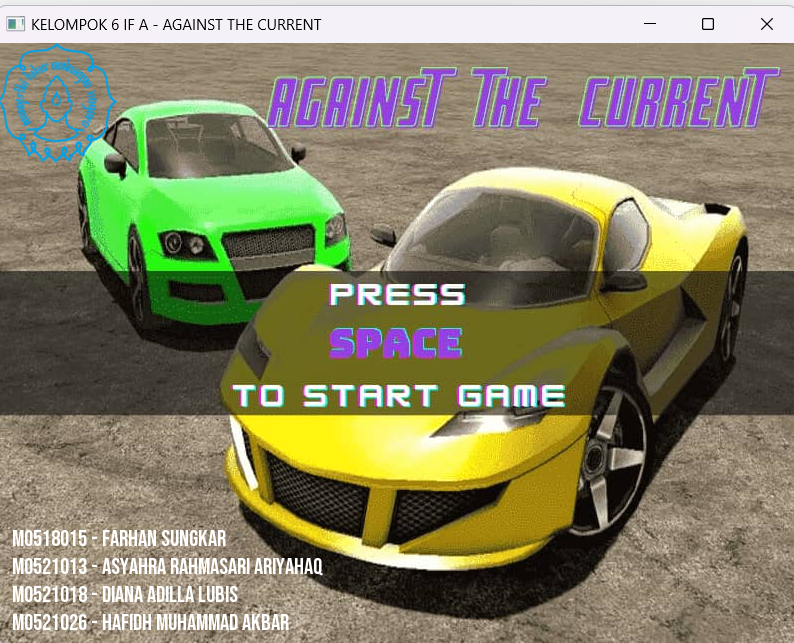 KELOMPOK 6 IF A - AGAINST THE CURRENT
AGAINST THE CURRENT
PRESS
SPACE
TO START GAME
M0518015 - FARHAN SUNGKAR
M0521013 - ASYAHRA RAHMASARI ARIYAHAQ
M0521018 - DIANA ADILLA LUBIS
M0521026 - HAFIDH MUHAMMAD AKBAR